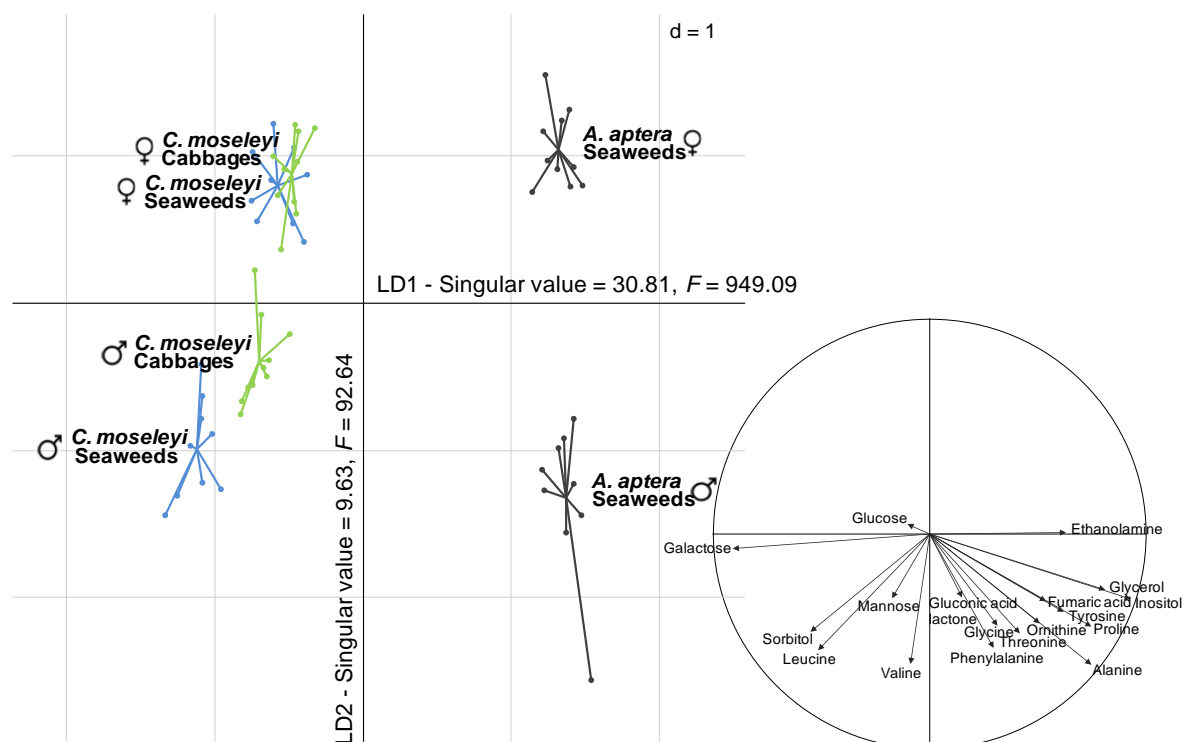 d = 1
♀ C. moseleyi
Cabbages
♀ C. moseleyi
Seaweeds
A. aptera ♀
Seaweeds
LD1 - Singular value = 30.81, F = 949.09
♂ C. moseleyi
Cabbages
♂ C. moseleyi
Seaweeds
LD2 - Singular value = 9.63, F = 92.64
A. aptera ♂
Seaweeds
Glucose
Ethanolamine
Galactose
Glycerol
Mannose
Gluconic acid
lactone
Fumaric acid
Inositol
Tyrosine
Sorbitol
Glycine
Ornithine
Proline
Threonine
Leucine
Phenylalanine
Valine
Alanine